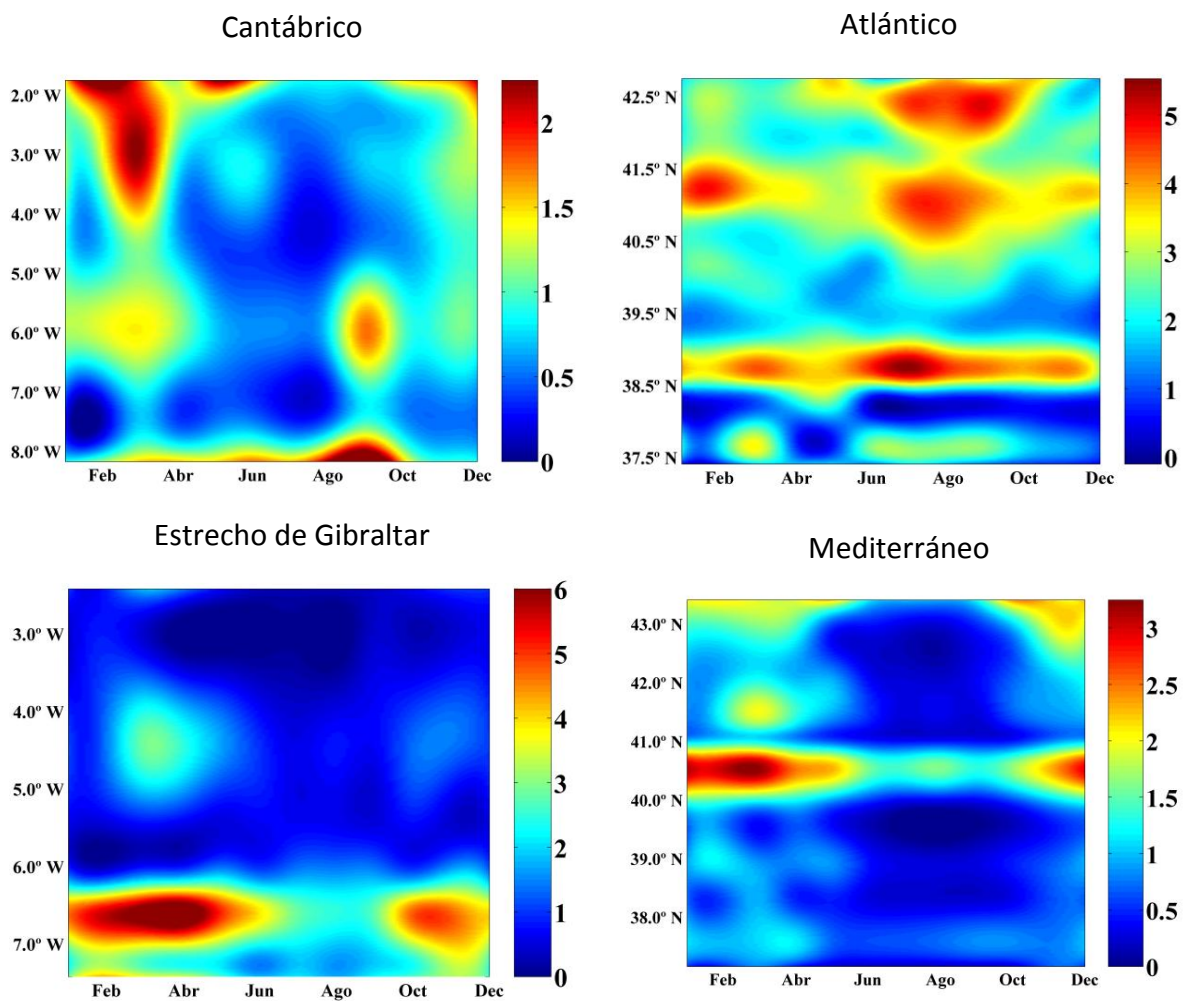 Cantábrico
2.0º W
3.0º W
4.0º W
5.0º W
6.0º W
7.0º W
8.0º W
Feb Abr Jun Ago Oct Dec
2
1.5
1
0.5
0
Atlántico
42.5º N
41.5º N
40.5º N
39.5º N
38.5º N
37.5º N
Feb Abr Jun Ago Oct Dec
5
4
3
2
1
0
Estrecho de Gibraltar
3.0º W
4.0º W
5.0º W
6.0º W
7.0º W
Feb Abr Jun Ago Oct Dec
6
5
4
3
2
1
0
Mediterráneo
43.0º N
42.0º N
41.0º N
40.0º N
39.0º N
38.0º N
Feb Abr Jun Ago Oct Dec
3
2.5
2
1.5
1
0.5
0